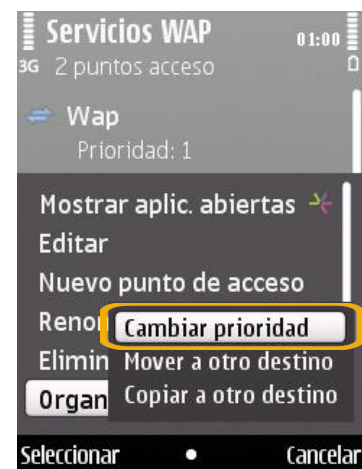 Servicios WAP
01:00
3G 2 puntos acceso
Wap
Prioridad: 1
Mostrar aplic. abiertas
Editar
Nuevo punto de acceso
Cambiar prioridad
Mover a otro destino
Copiar a otro destino
Seleccionar
Cancelar